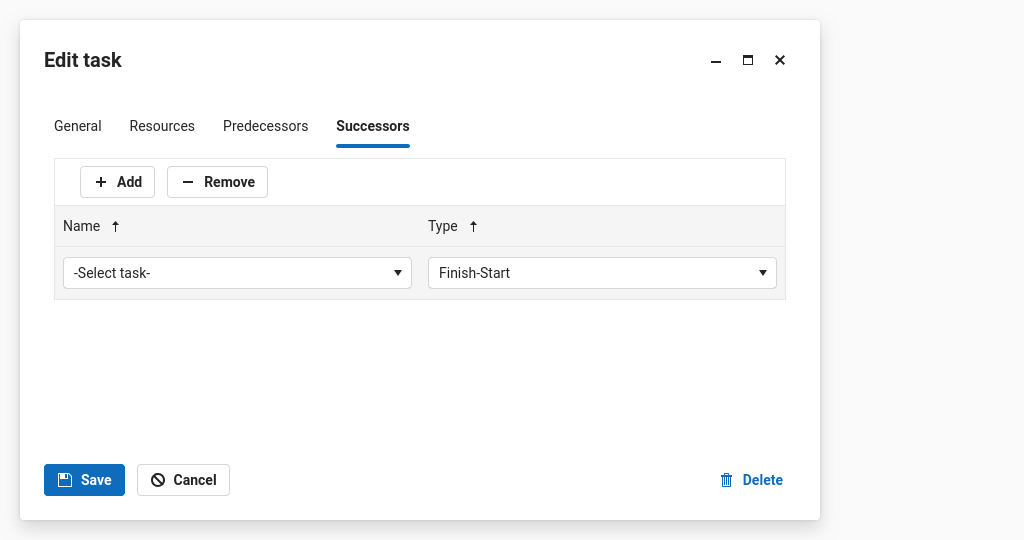 Edit task
General Resources Predecessors Successors
Add Remove
Name Type
-Select task- Finish-Start
Save Cancel Delete